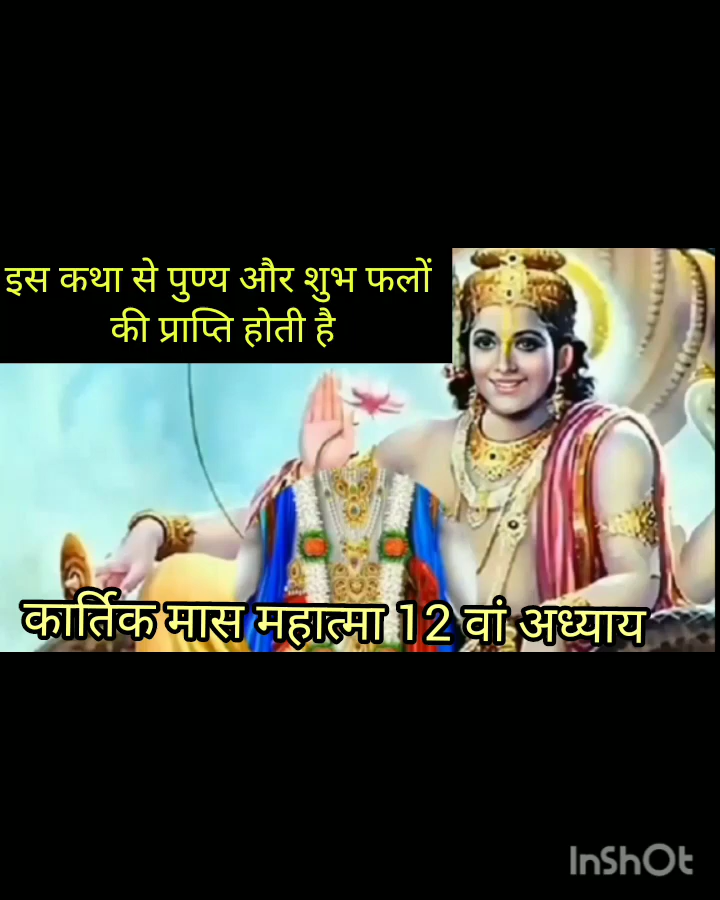 इस कथा से पुण्य और शुभ फलों
की प्राप्ति होती है
कार्तिक मास महात्मा 12 वां अध्याय
InShOt